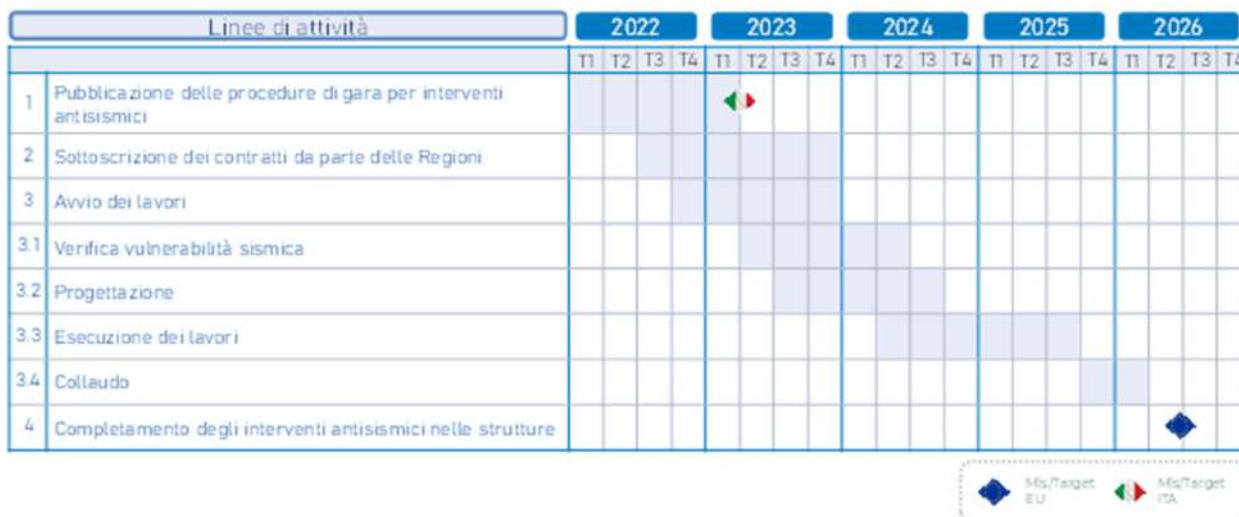 Linee di attività 2022 2023 2024 2025 2026
T1 T2 T3 T4 T1 T2 T3 T4 T1 T2 T3 T4 T1 T2 T3 T4 T1 T2 T3 T4
1 Pubblicazione delle procedure di gara per interventi
antisismici
2 Sottoscrizione dei contratti da parte delle Regioni
3 Avvio dei lavori
3.1 Verifica vulnerabilità sismica
3.2 Progettazione
3.3 Esecuzione dei lavori
3.4 Collaudo
4 Completamento degli interventi antisismici nelle strutture
Mis/Target
EU
Mis/Target
ITA